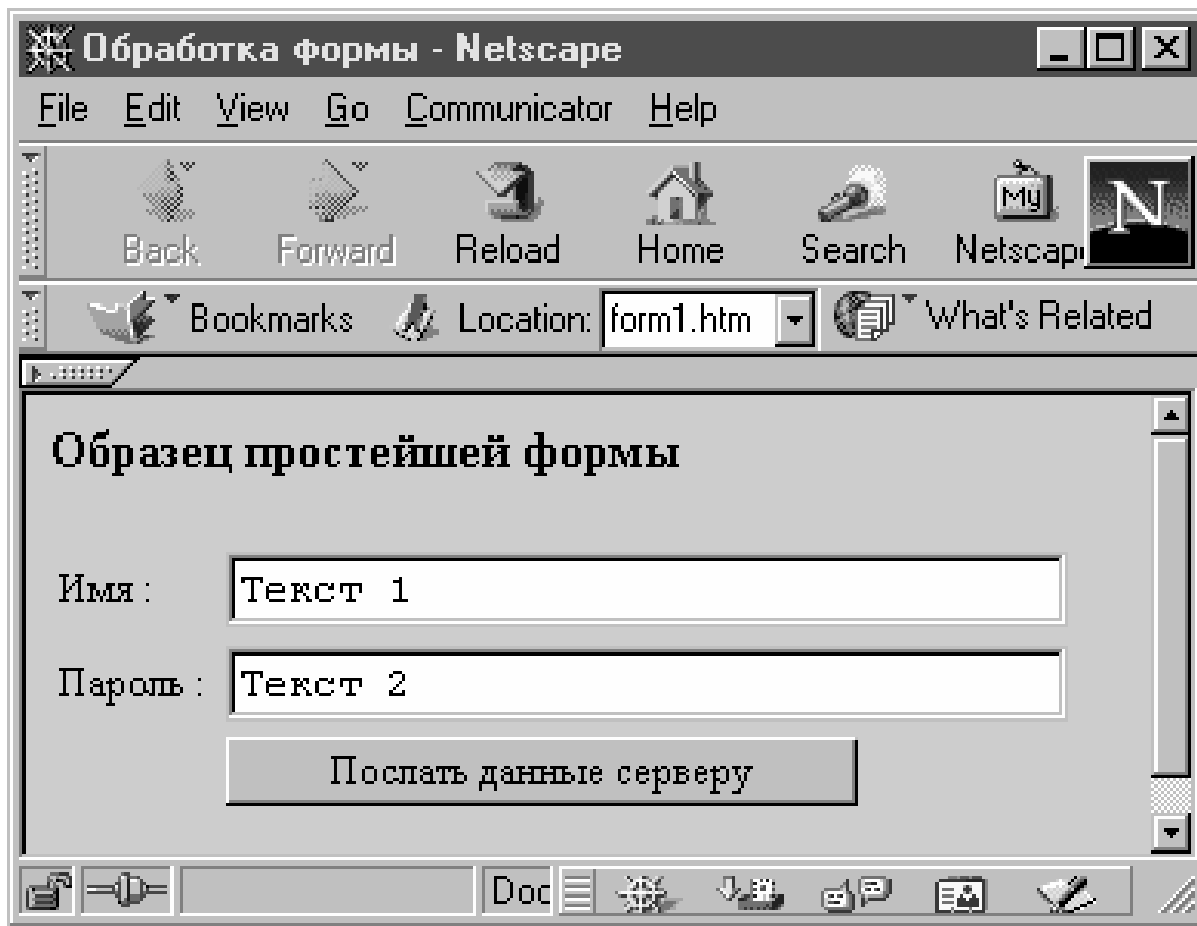 Обработка формы - Netscape
File Edit View Go Communicator Help
My N
Back Forward Reload Home Search Netscape
Bookmarks Location: form1.htm What's Related
Образец простейшей формы
Имя : Текст 1
Пароль : Текст 2
Послать данные серверу
Doc